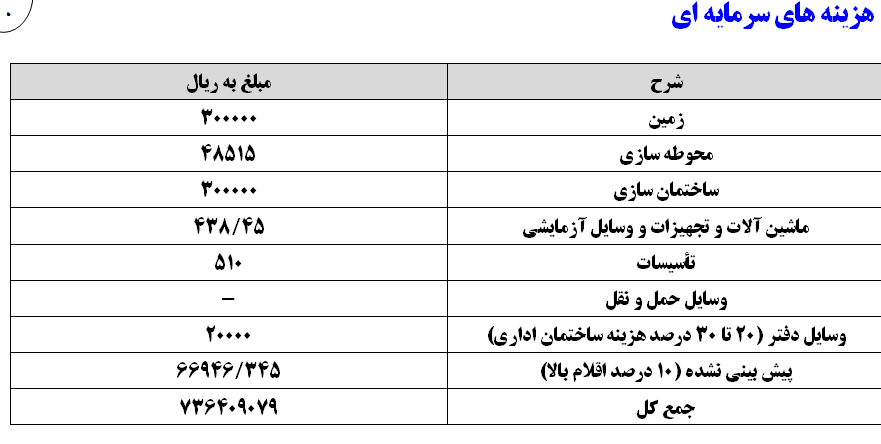 هزینه های سرمایه ای
شرح مبلغ به ریال
زمین ۳۰۰۰۰۰
محوطه سازی ۴۸۵۱۵
ساختمان سازی ۳۰۰۰۰۰
ماشین آلات و تجهیزات و وسایل آزمایشی ۴۳۸/۴۵
تأسیسات ۵۱۰
وسایل حمل و نقل –
وسایل دفتر (۲۰ تا ۳۰ درصد هزینه ساختمان اداری) ۲۰۰۰۰
پیش بینی نشده (۱۰ درصد اقلام بالا) ۶۶۹۴۶/۳۴۵
جمع کل ۷۳۶۴۰۹۰۷۹